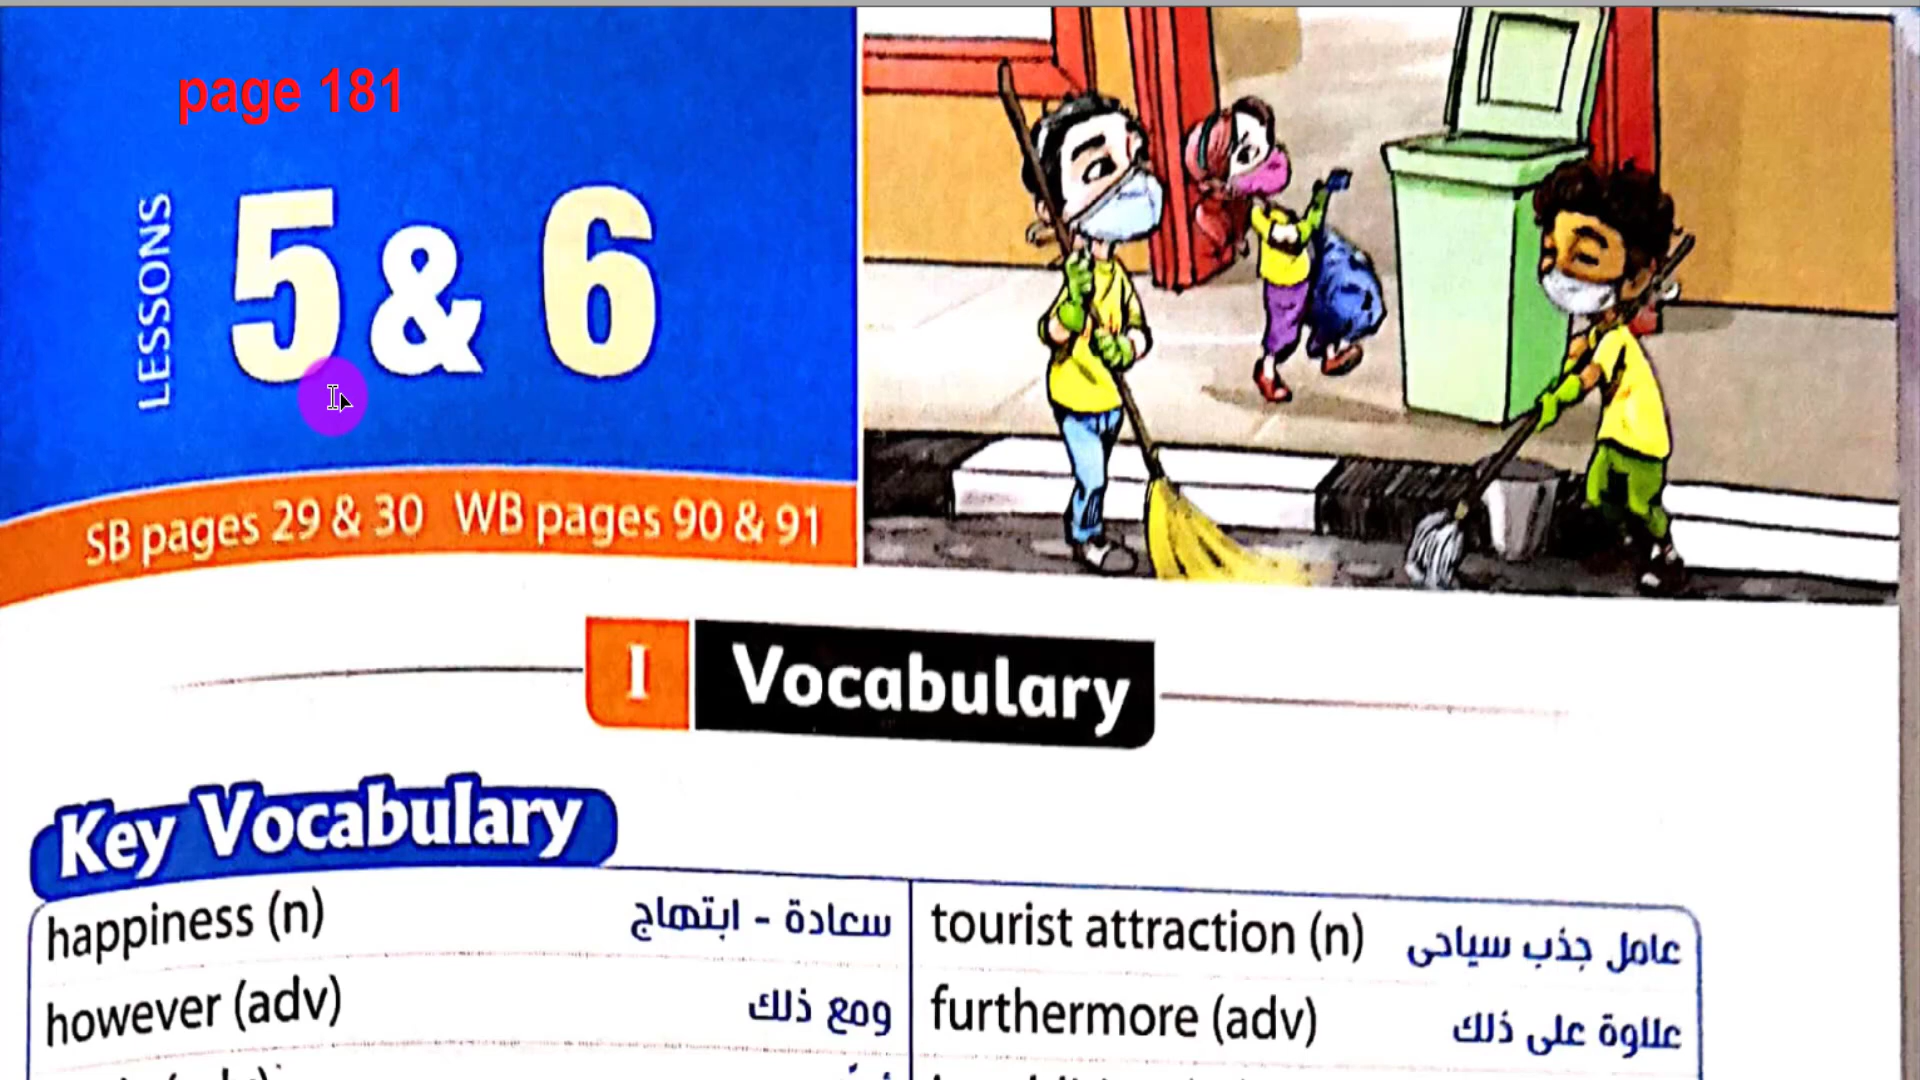 page 181
LESSONS
5 & 6
SB pages 29 & 30 WB pages 90 & 91
I Vocabulary
Key Vocabulary
happiness (n) سعادة - ابتهاج
tourist attraction (n) عامل جذب سياحى
however (adv) ومع ذلك
furthermore (adv) علاوة على ذلك